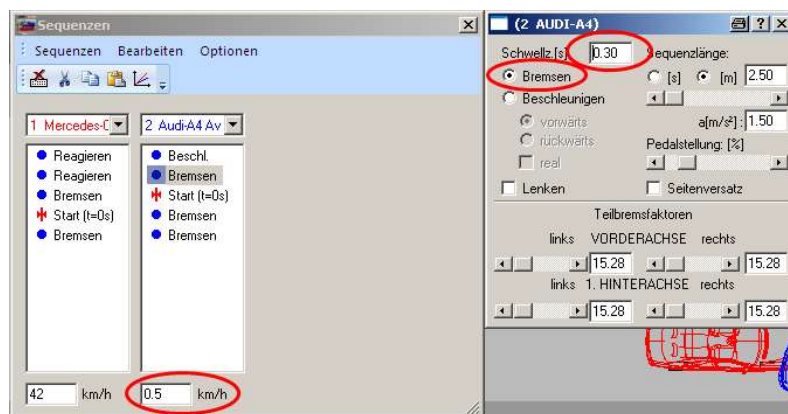 Sequenzen
Sequenzen Bearbeiten Optionen
1 Mercedes-C 2 Audi-A4 Av
Reagieren
Reagieren
Bremsen
Start (t=0s)
Bremsen
Beschl.
Bremsen
Start (t=0s)
Bremsen
Bremsen
42 km/h 0.5 km/h
(2 AUDI-A4)
Schwellz.[s] 0.30 Sequenzlänge:
Bremsen [s] [m] 2.50
Beschleunigen
vorwärts a[m/s²] : 1.50
rückwärts Pedalstellung: [%]
real
Lenken Seitenversatz
Teilbremsfaktoren
links VORDERACHSE rechts
15.28 15.28
links 1. HINTERACHSE rechts
15.28 15.28